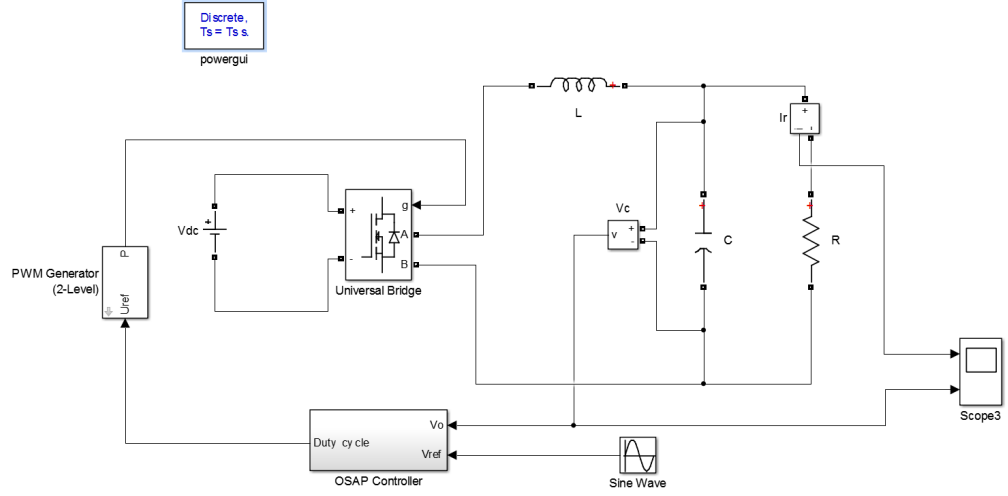 Discrete,
Ts = Ts s.
powergui
L
+
Ir
+
-
i
g
+
A
-
B
Vdc
+
Universal Bridge
P
Uref
PWM Generator
(2-Level)
Vc
v
+
-
+
C
+
R
Scope3
Vo
Duty cycle
Vref
OSAP Controller
Sine Wave